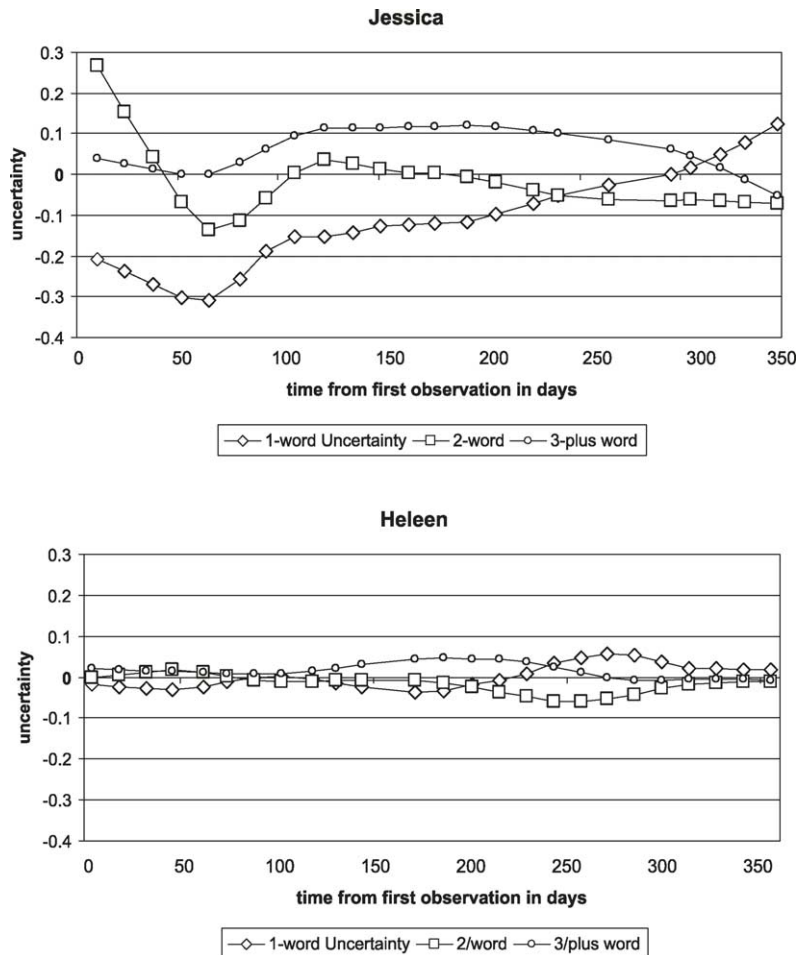 Jessica
0.3
0.2
0.1
0
-0.1
-0.2
-0.3
-0.4
uncertainty
0 50 100 150 200 250 300 350
time from first observation in days
1-word Uncertainty 2-word 3-plus word
Heleen
0.3
0.2
0.1
0
-0.1
-0.2
-0.3
-0.4
uncertainty
0 50 100 150 200 250 300 350
time from first observation in days
1-word Uncertainty 2/word 3/plus word